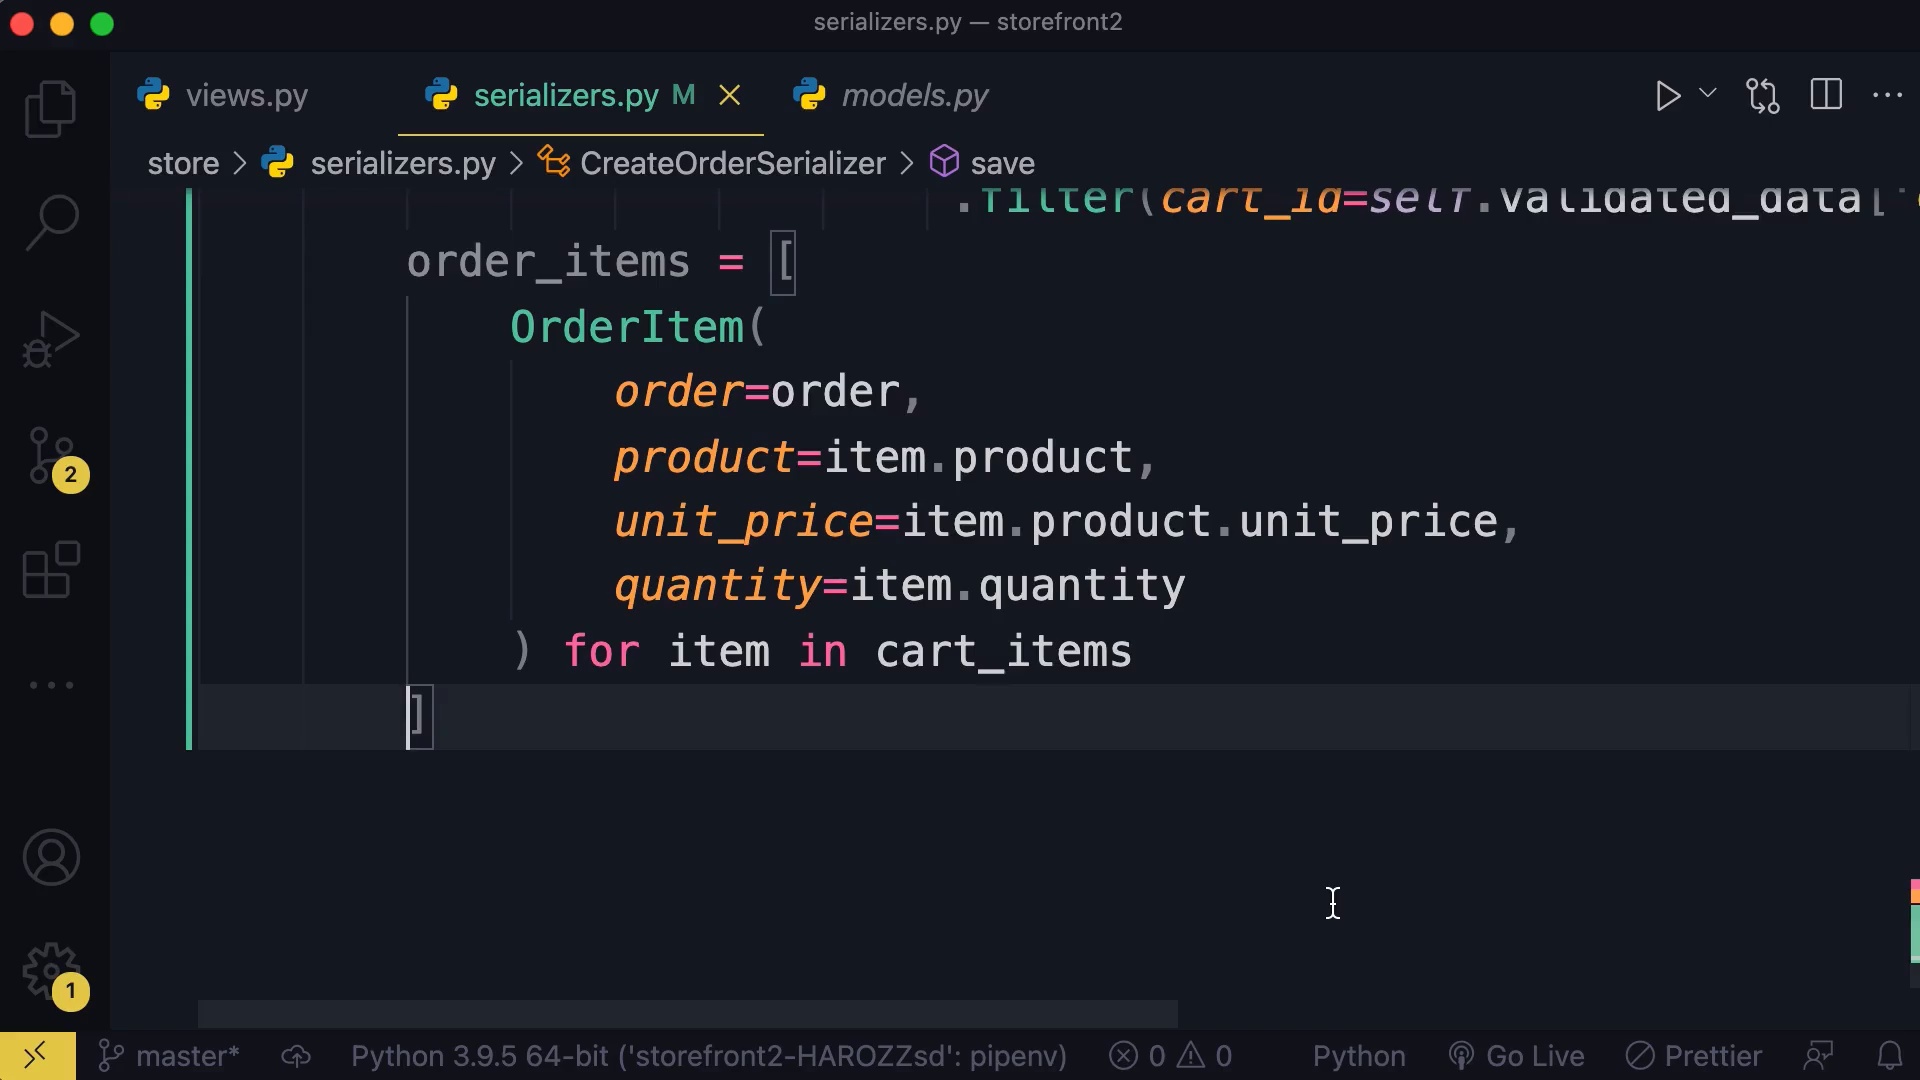 serializers.py — storefront2
views.py serializers.py M models.py
store > serializers.py > CreateOrderSerializer > save
.filter(cart_id=self.validated_data['
order_items = [
OrderItem(
order=order,
product=item.product,
unit_price=item.product.unit_price,
quantity=item.quantity
) for item in cart_items
]
2
1
master* Python 3.9.5 64-bit ('storefront2-HAROZZsd': pipenv) 0 0 Python Go Live Prettier